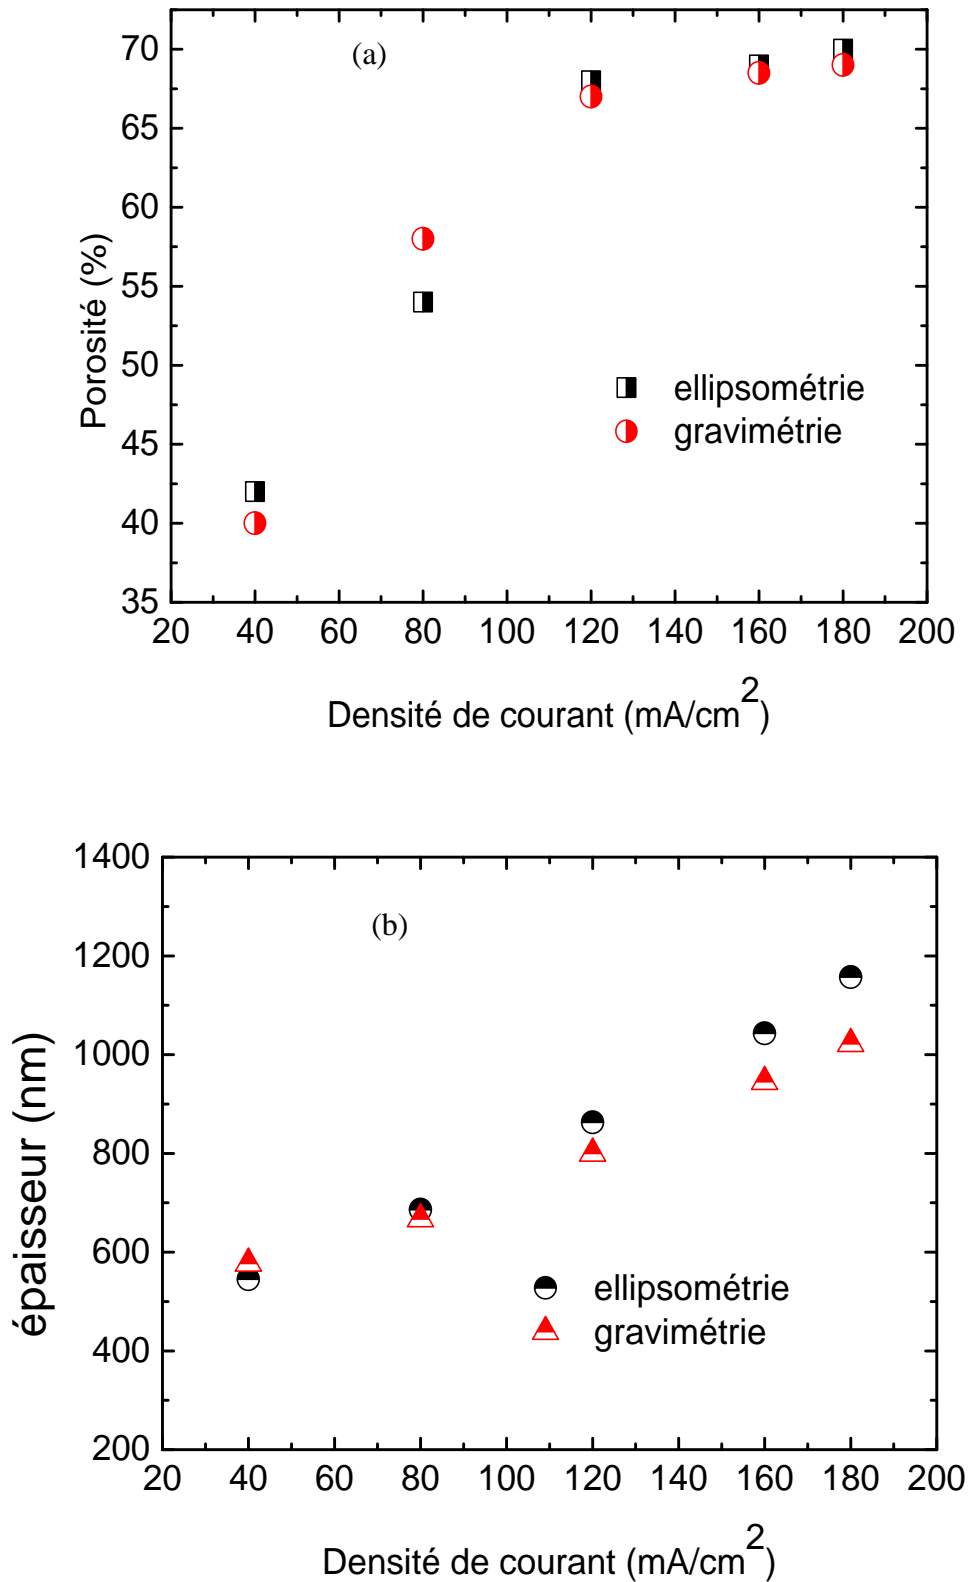 (a)
70
65
60
55
50
45
40
35
Porosité (%)
ellipsométrie
gravimétrie
20 40 60 80 100 120 140 160 180 200
Densité de courant (mA/cm²)
(b)
1400
1200
1000
800
600
400
200
épaisseur (nm)
ellipsométrie
gravimétrie
20 40 60 80 100 120 140 160 180 200
Densité de courant (mA/cm²)